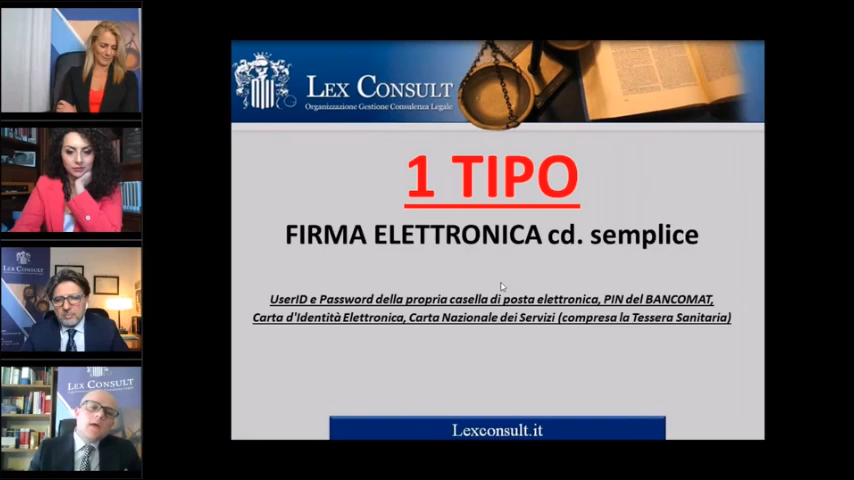 LEX CONSULT
Organizzazione Gestione Consulenza Legale
1 TIPO
FIRMA ELETTRONICA cd. semplice
UserID e Password della propria casella di posta elettronica, PIN del BANCOMAT,
Carta d'Identità Elettronica, Carta Nazionale dei Servizi (compresa la Tessera Sanitaria)
Lexconsult.it
LEX CONSULT
LEX CONSULT